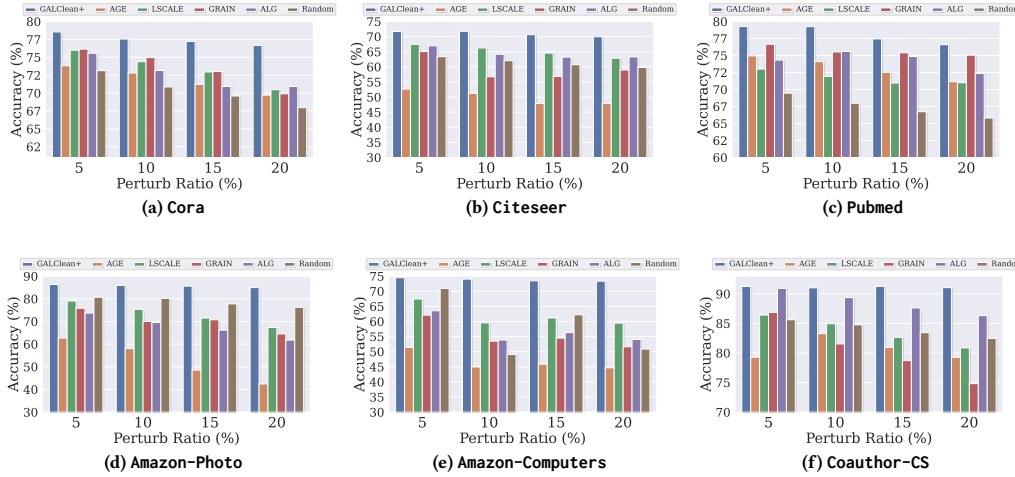 GALClean+ AGE LSCALE GRAIN ALG Random
Accuracy (%)
77
75
72
70
67
65
62
5 10 15 20
Perturb Ratio (%)
(a) Cora
GALClean+ AGE LSCALE GRAIN ALG Random
Accuracy (%)
75
70
65
60
55
50
45
40
35
30
5 10 15 20
Perturb Ratio (%)
(b) Citeseer
GALClean+ AGE LSCALE GRAIN ALG Random
Accuracy (%)
80
77
75
72
70
67
65
62
60
5 10 15 20
Perturb Ratio (%)
(c) Pubmed
GALClean+ AGE LSCALE GRAIN ALG Random
Accuracy (%)
90
80
70
60
50
40
30
5 10 15 20
Perturb Ratio (%)
(d) Amazon-Photo
GALClean+ AGE LSCALE GRAIN ALG Random
Accuracy (%)
75
70
65
60
55
50
45
40
35
30
5 10 15 20
Perturb Ratio (%)
(e) Amazon-Computers
GALClean+ AGE LSCALE GRAIN ALG Random
Accuracy (%)
90
85
80
75
70
5 10 15 20
Perturb Ratio (%)
(f) Coauthor-CS